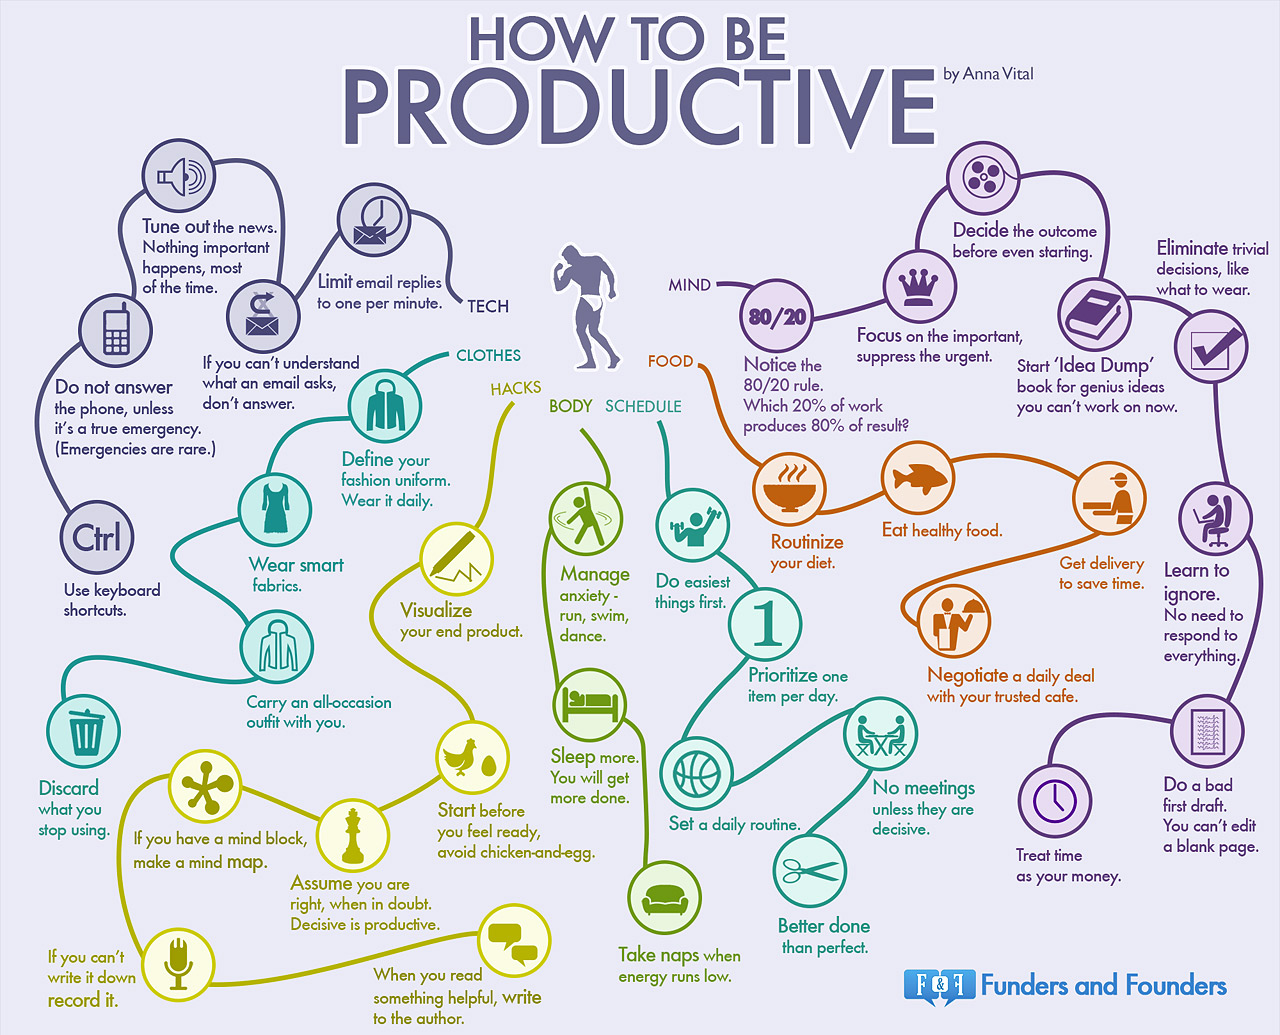 HOW TO BE
PRODUCTIVE
by Anna Vital
TECH
Limit email replies
to one per minute.
If you can't understand
what an email asks,
don't answer.
Tune out the news.
Nothing important
happens, most
of the time.
Do not answer
the phone, unless
it's a true emergency.
(Emergencies are rare.)
Ctrl
Use keyboard
shortcuts.
CLOTHES
Define your
fashion uniform.
Wear it daily.
Wear smart
fabrics.
Carry an all-occasion
outfit with you.
Discard
what you
stop using.
HACKS
Visualize
your end product.
Start before
you feel ready,
avoid chicken-and-egg.
Assume you are
right, when in doubt.
Decisive is productive.
If you have a mind block,
make a mind map.
If you can't
write it down
record it.
When you read
something helpful, write
to the author.
BODY
Manage
anxiety -
run, swim,
dance.
Sleep more.
You will get
more done.
Take naps when
energy runs low.
SCHEDULE
Do easiest
things first.
1
Prioritize one
item per day.
Set a daily routine.
No meetings
unless they are
decisive.
Better done
than perfect.
FOOD
Routinize
your diet.
Eat healthy food.
Get delivery
to save time.
Negotiate a daily deal
with your trusted cafe.
MIND
80/20
Notice the
80/20 rule.
Which 20% of work
produces 80% of result?
Focus on the important,
suppress the urgent.
Decide the outcome
before even starting.
Start 'Idea Dump'
book for genius ideas
you can't work on now.
Eliminate trivial
decisions, like
what to wear.
Learn to
ignore.
No need to
respond to
everything.
Do a bad
first draft.
You can't edit
a blank page.
Treat time
as your money.
F&F Funders and Founders